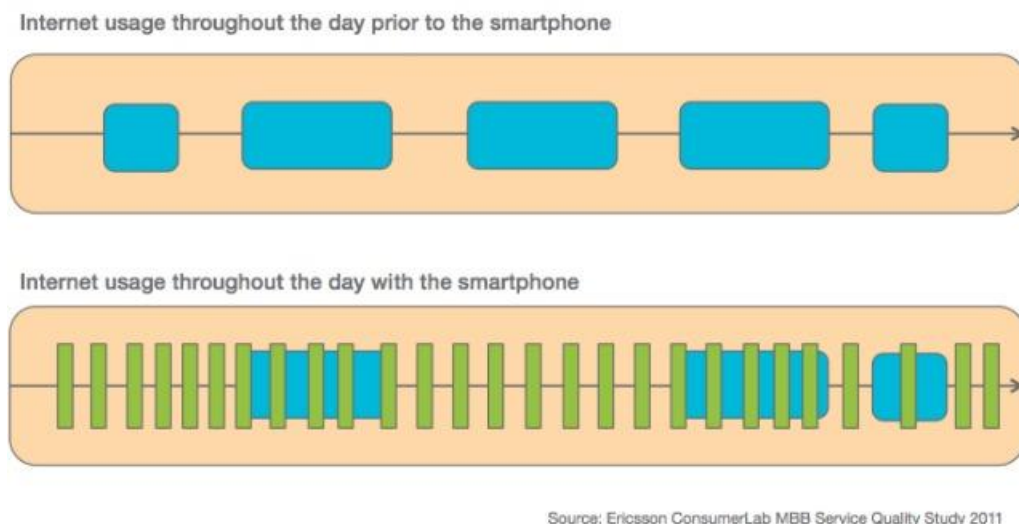 Internet usage throughout the day prior to the smartphone
Internet usage throughout the day with the smartphone
Source: Ericsson ConsumerLab MBB Service Quality Study 2011